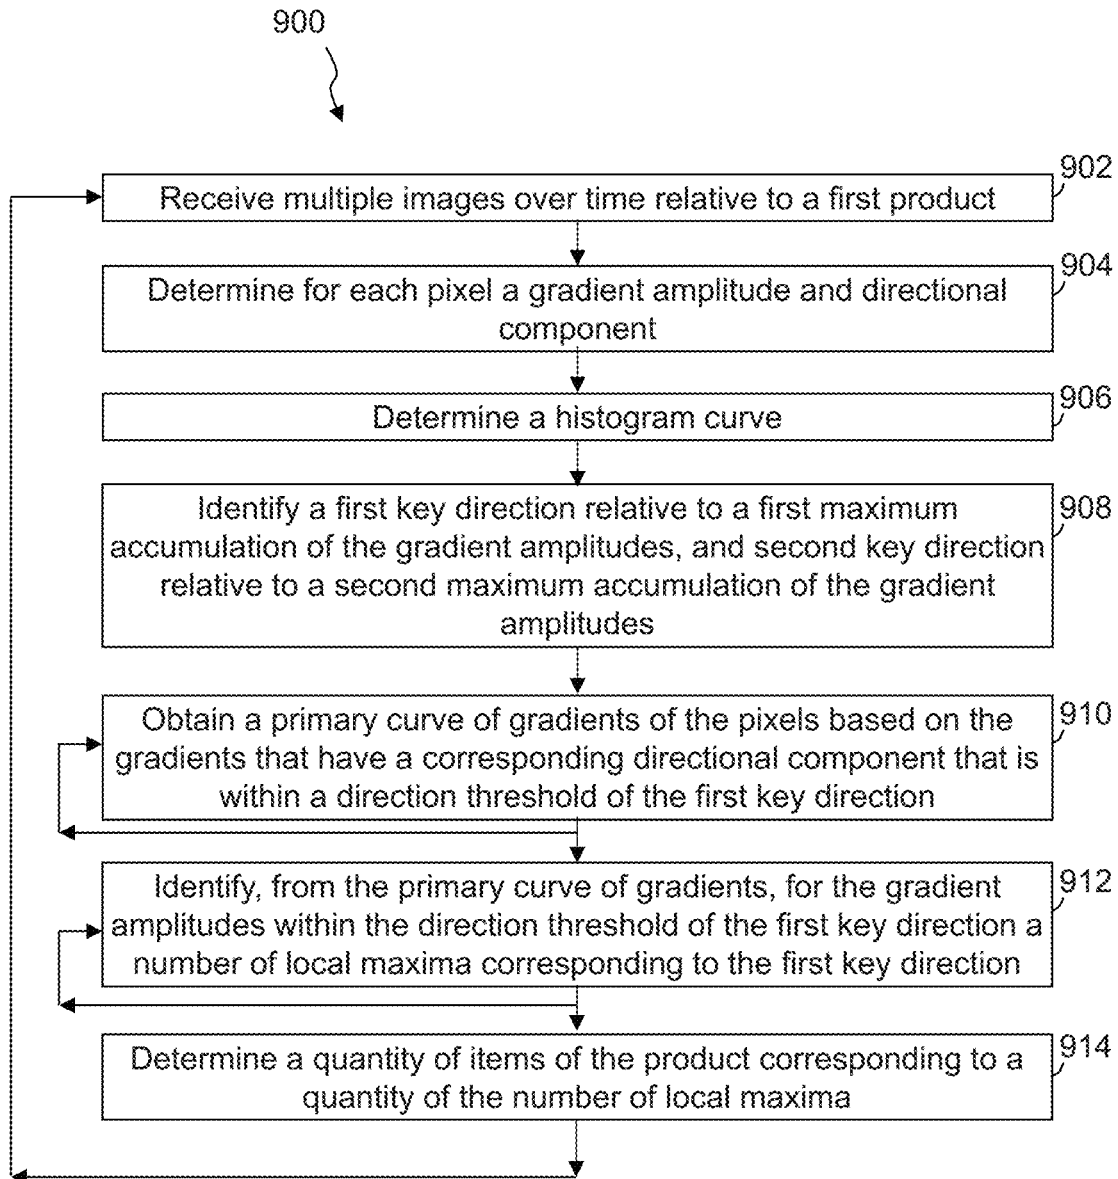 900
902
Receive multiple images over time relative to a first product
904
Determine for each pixel a gradient amplitude and directional
component
906
Determine a histogram curve
908
Identify a first key direction relative to a first maximum
accumulation of the gradient amplitudes, and second key direction
relative to a second maximum accumulation of the gradient
amplitudes
910
Obtain a primary curve of gradients of the pixels based on the
gradients that have a corresponding directional component that is
within a direction threshold of the first key direction
912
Identify, from the primary curve of gradients, for the gradient
amplitudes within the direction threshold of the first key direction a
number of local maxima corresponding to the first key direction
914
Determine a quantity of items of the product corresponding to a
quantity of the number of local maxima